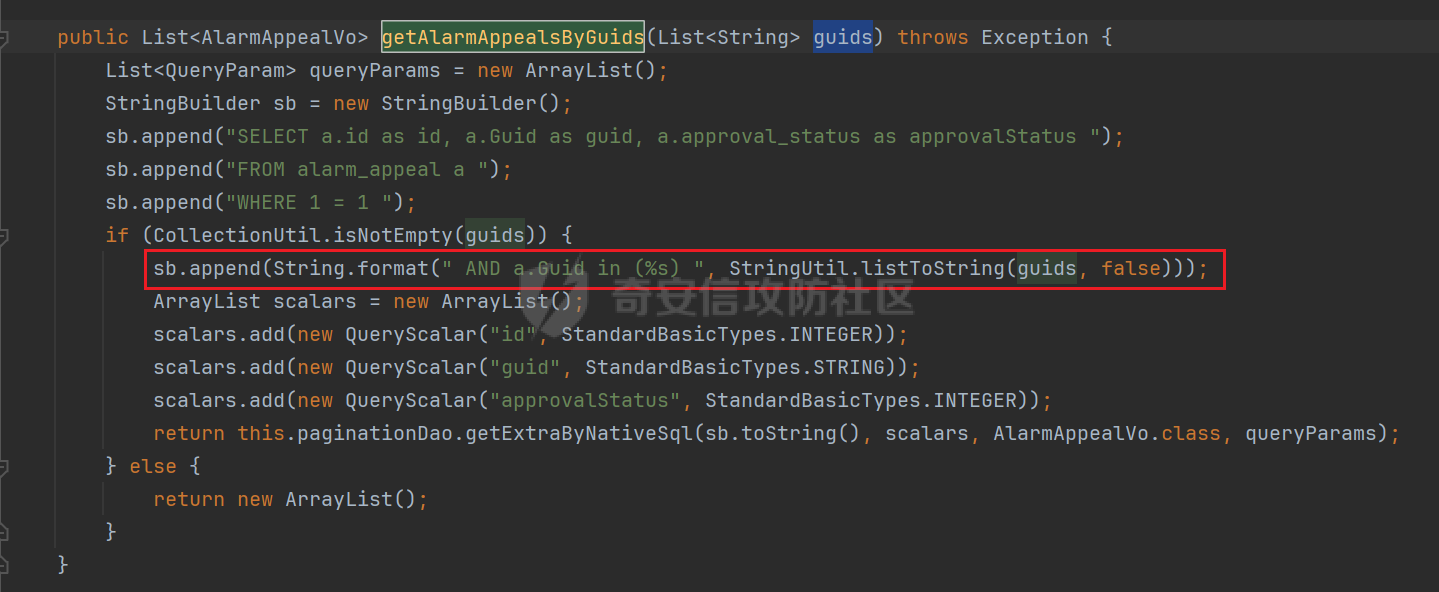 public List<AlarmAppealVo> getAlarmAppealsByGuids(List<String> guids) throws Exception {
List<QueryParam> queryParams = new ArrayList();
StringBuilder sb = new StringBuilder();
sb.append("SELECT a.id as id, a.Guid as guid, a.approval_status as approvalStatus ");
sb.append("FROM alarm_appeal a ");
sb.append("WHERE 1 = 1 ");
if (CollectionUtil.isNotEmpty(guids)) {
sb.append(String.format(" AND a.Guid in (%s) ", StringUtil.listToString(guids, false)));
ArrayList scalars = new ArrayList();
奇安信攻防社区
scalars.add(new QueryScalar("id", StandardBasicTypes.INTEGER));
scalars.add(new QueryScalar("guid", StandardBasicTypes.STRING));
scalars.add(new QueryScalar("approvalStatus", StandardBasicTypes.INTEGER));
return this.paginationDao.getExtraByNativeSql(sb.toString(), scalars, AlarmAppealVo.class, queryParams);
} else {
return new ArrayList();
}
}